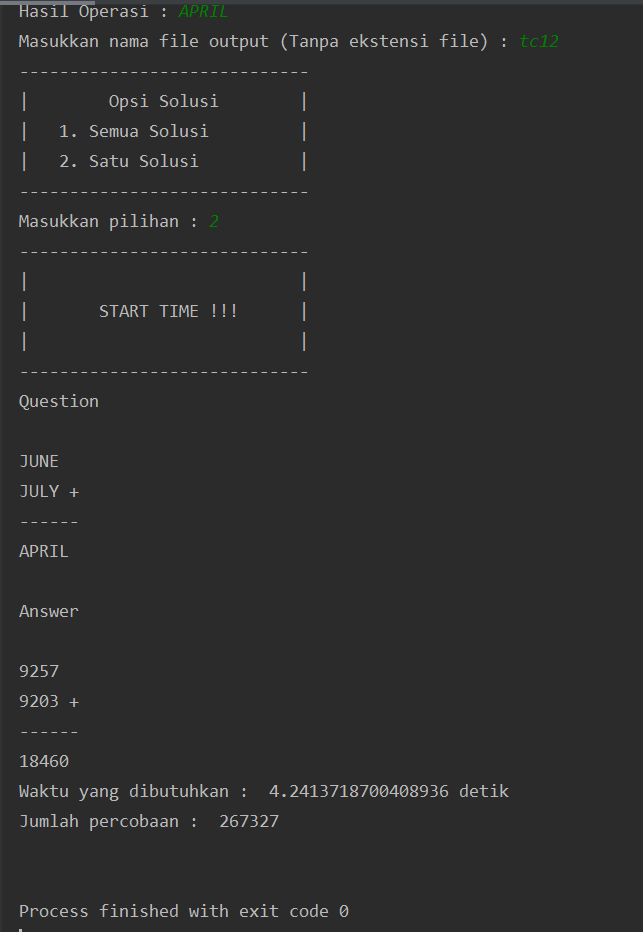 Hasil Operasi : APRIL
Masukkan nama file output (Tanpa ekstensi file) : tc12
-----------------------------
|        Opsi Solusi        |
|   1. Semua Solusi         |
|   2. Satu Solusi          |
-----------------------------
Masukkan pilihan : 2
-----------------------------
|                           |
|       START TIME !!!      |
|                           |
-----------------------------
Question

JUNE
JULY +
------
APRIL

Answer

9257
9203 +
------
18460
Waktu yang dibutuhkan :  4.2413718700408936 detik
Jumlah percobaan :  267327


Process finished with exit code 0